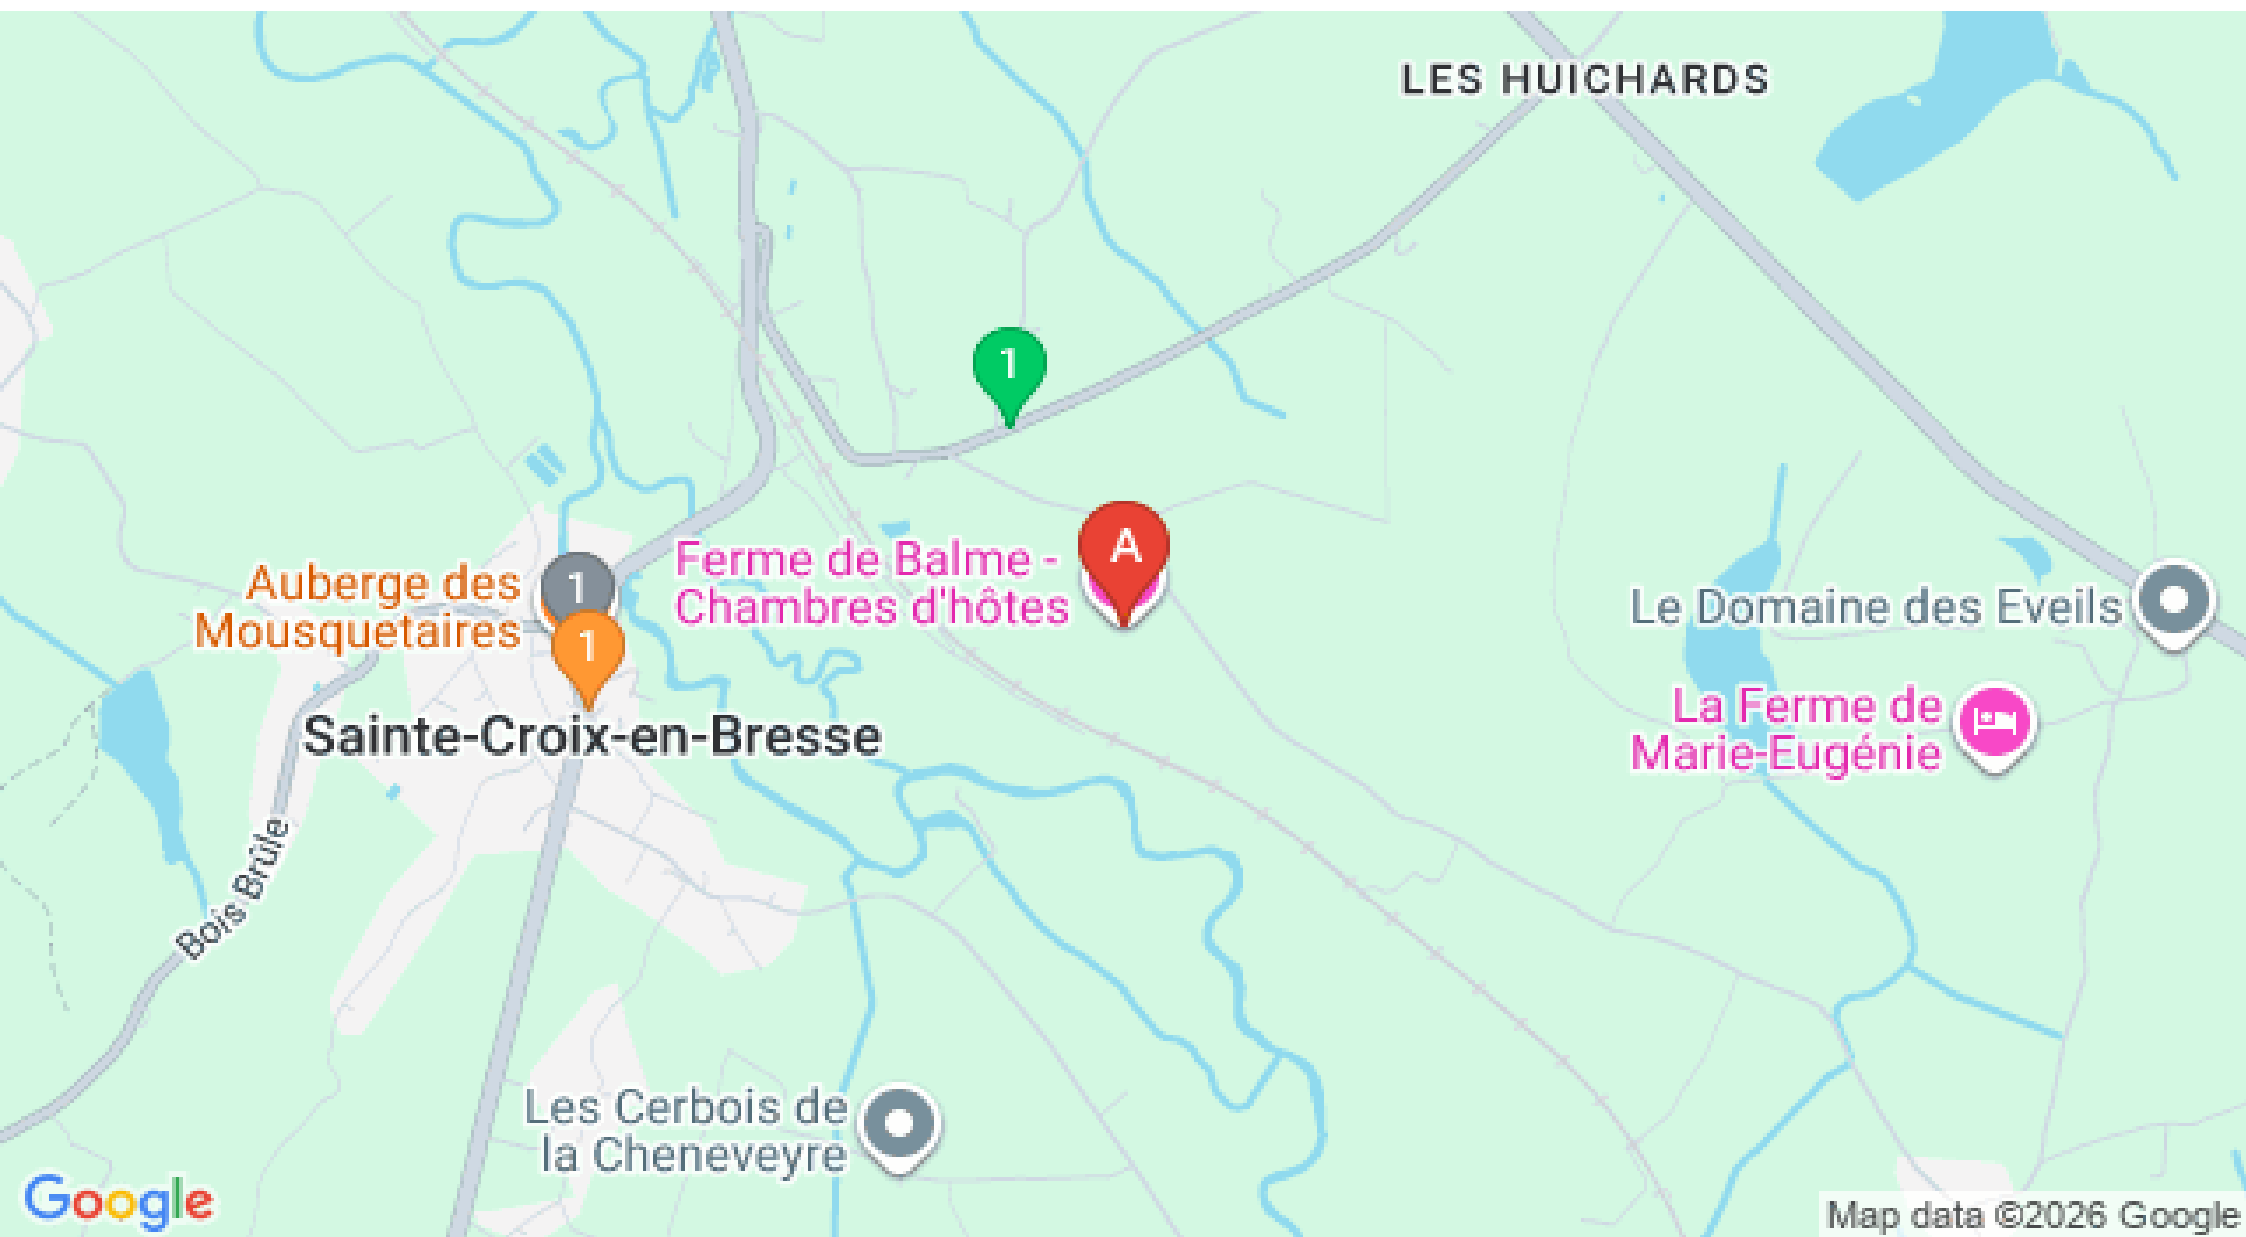 LES HUICHARDS
1
Ferme de Balme -
Chambres d'hôtes
A
Auberge des
Mousquetaires
1
1
Le Domaine des Eveils
La Ferme de
Marie-Eugénie
Sainte-Croix-en-Bresse
Bois Brûlé
Les Cerbois de
la Cheneveyre
Google
Map data ©2026 Google